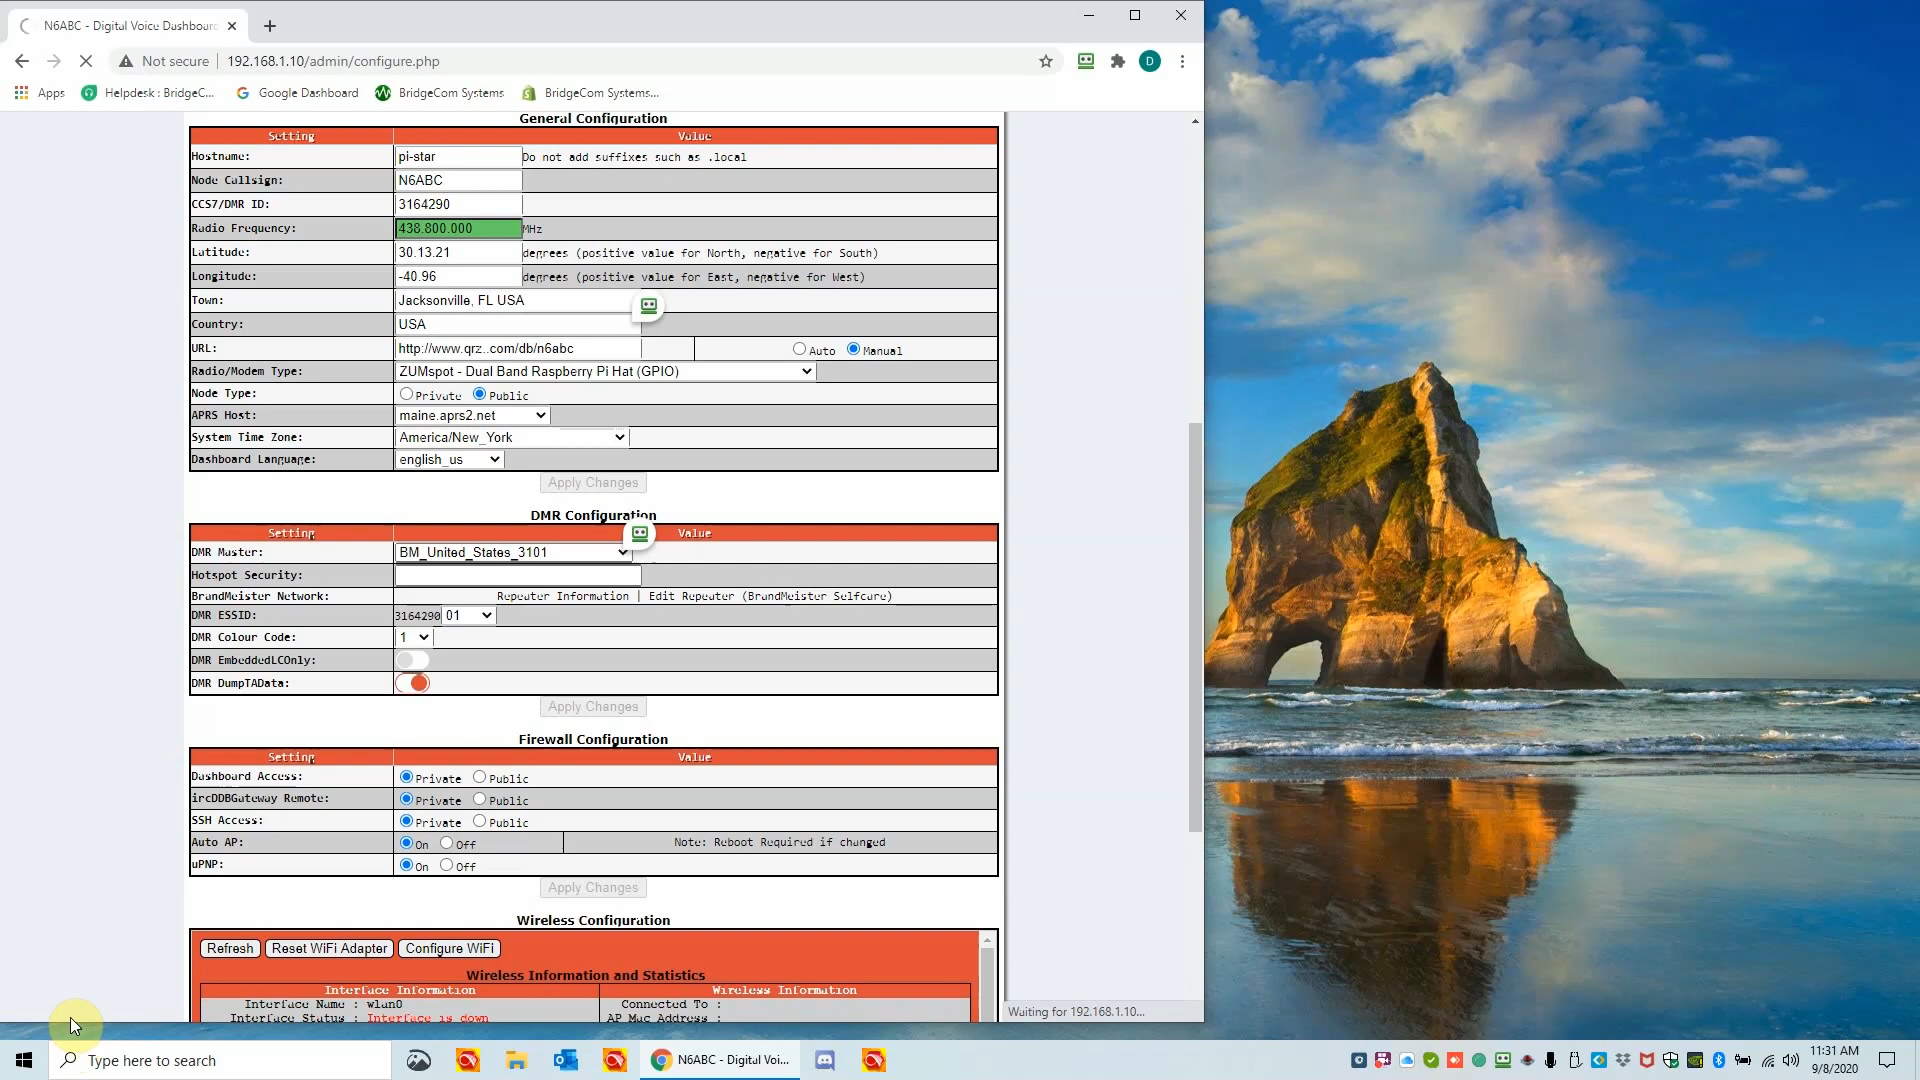 N6ABC - Digital Voice Dashboard
Not secure | 192.168.1.10/admin/configure.php
D
Apps Helpdesk : BridgeC... Google Dashboard BridgeCom Systems BridgeCom Systems...
General Configuration
Setting Value
Hostname: pi-star Do not add suffixes such as .local
Node Callsign: N6ABC
CCS7/DMR ID: 3164290
Radio Frequency: 438.800.000 MHz
Latitude: 30.13.21 degrees (positive value for North, negative for South)
Longitude: -40.96 degrees (positive value for East, negative for West)
Town: Jacksonville, FL USA
Country: USA
URL: http://www.qrz..com/db/n6abc Auto Manual
Radio/Modem Type: ZUMspot - Dual Band Raspberry Pi Hat (GPIO)
Node Type: Private Public
APRS Host: maine.aprs2.net
System Time Zone: America/New_York
Dashboard Language: english_us
Apply Changes
DMR Configuration
Setting Value
DMR Master: BM_United_States_3101
Hotspot Security:
BrandMeister Network: Repeater Information | Edit Repeater (BrandMeister Selfcare)
DMR ESSID: 3164290 01
DMR Colour Code: 1
DMR EmbeddedLCOnly:
DMR DumpTAData:
Apply Changes
Firewall Configuration
Setting Value
Dashboard Access: Private Public
ircDDBGateway Remote: Private Public
SSH Access: Private Public
Auto AP: On Off Note: Reboot Required if changed
uPNP: On Off
Apply Changes
Wireless Configuration
Refresh Reset WiFi Adapter Configure WiFi
Wireless Information and Statistics
Interface Information Wireless Information
Interface Name : wlan0 Connected To :
Interface Status : Interface is down AP Mac Address :
Waiting for 192.168.1.10...
Type here to search
N6ABC - Digital Voi...
11:31 AM
9/8/2020